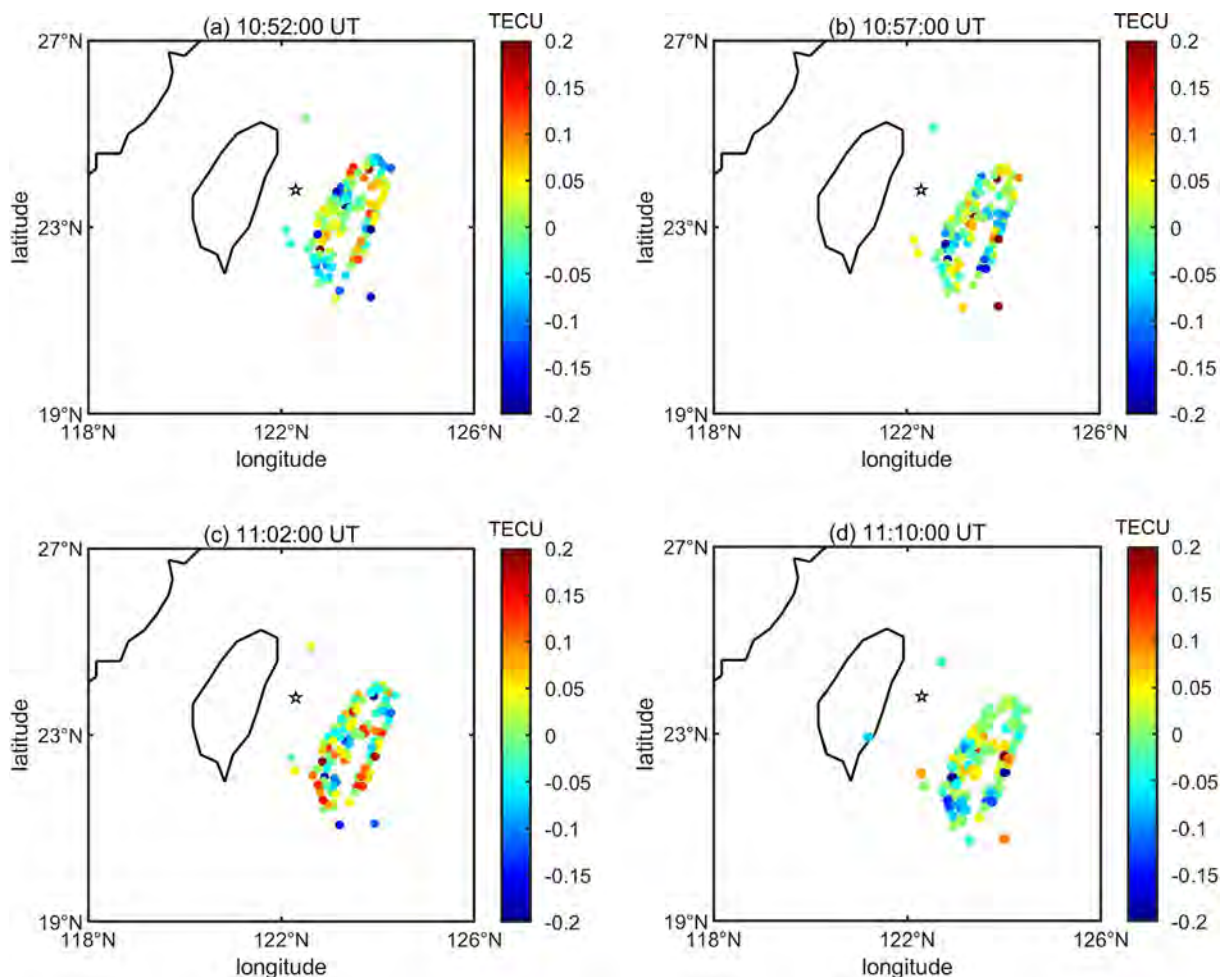 (a) 10:52:00 UT
TECU
27°N
23°N
19°N
latitude
118°N 122°N 126°N
longitude
0.2
0.15
0.1
0.05
0
-0.05
-0.1
-0.15
-0.2
(b) 10:57:00 UT
TECU
27°N
23°N
19°N
latitude
118°N 122°N 126°N
longitude
0.2
0.15
0.1
0.05
0
-0.05
-0.1
-0.15
-0.2
(c) 11:02:00 UT
TECU
27°N
23°N
19°N
latitude
118°N 122°N 126°N
longitude
0.2
0.15
0.1
0.05
0
-0.05
-0.1
-0.15
-0.2
(d) 11:10:00 UT
TECU
27°N
23°N
19°N
latitude
118°N 122°N 126°N
longitude
0.2
0.15
0.1
0.05
0
-0.05
-0.1
-0.15
-0.2